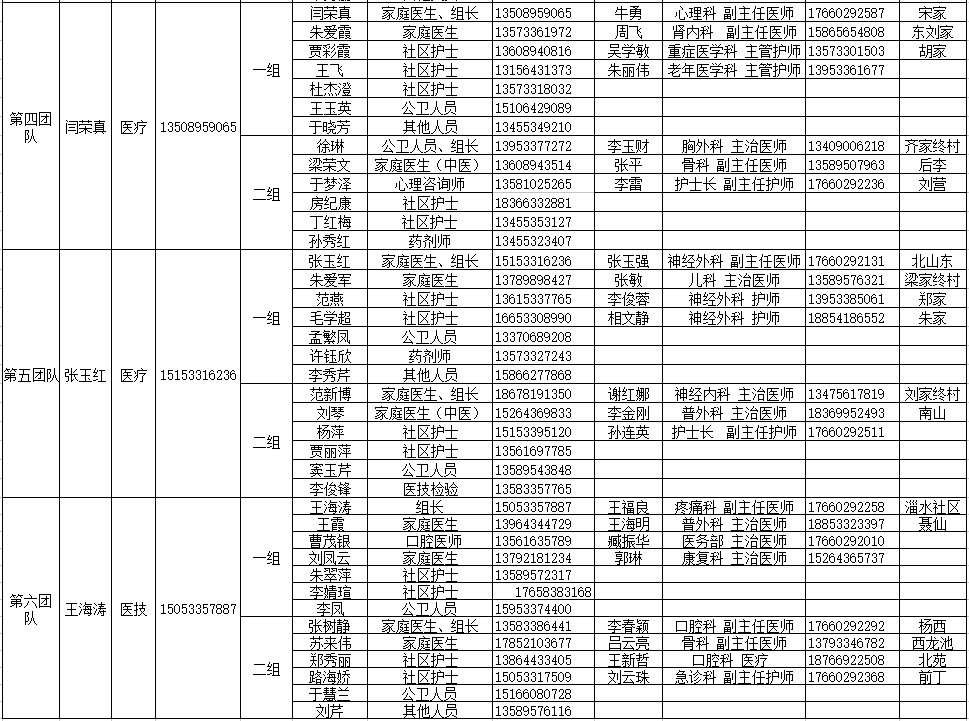 闫荣真 家庭医生、组长 13508959065 牛勇 心理科 副主任医师 17660292587 宋家
朱爱霞 家庭医生 13573361972 周飞 肾内科 副主任医师 15865654808 东刘家
贾彩霞 社区护士 13608940816 吴学敏 重症医学科 主管护师 13573301503 胡家
一组 王飞 社区护士 13156431373 朱丽伟 老年医学科 主管护师 13953361677
杜杰澄 社区护士 13573318032
王玉英 公卫人员 15106429089
第四团队 闫荣真 医疗 13508959065 于晓芳 其他人员 13455349210
徐琳 公卫人员、组长 13953377272 李玉财 胸外科 主治医师 13409006218 齐家终村
梁荣文 家庭医生（中医） 13608943514 张平 骨科 副主任医师 13589507963 后李
二组 于梦泽 心理咨询师 13581025265 李雷 护士长 副主任护师 17660292236 刘营
房纪康 社区护士 18366332881
丁红梅 社区护士 13455353127
孙秀红 药剂师 13455323407
张玉红 家庭医生、组长 15153316236 张玉强 神经外科 副主任医师 17660292131 北山东
朱爱军 家庭医生 13789898427 张敏 儿科 主治医师 13589576321 梁家终村
范燕 社区护士 13615337765 李俊蓉 神经外科 护师 13953385061 郑家
一组 毛学超 社区护士 16653308990 相文静 神经外科 护师 18854186552 朱家
孟繁凤 公卫人员 13370689208
许钰欣 药剂师 13573327243
第五团队 张玉红 医疗 15153316236 李秀芹 其他人员 15866277868
范新博 家庭医生、组长 18678191350 谢红娜 神经内科 主治医师 13475617819 刘家终村
刘琴 家庭医生（中医） 15264369833 李金刚 普外科 主治医师 18369952493 南山
二组 杨萍 社区护士 15153395120 孙连英 护士长 副主任护师 17660292511
贾丽萍 社区护士 13561697785
窦玉芹 公卫人员 13589543848
李俊锋 医技检验 13583357765
王海涛 组长 15053357887 王福良 疼痛科 副主任医师 17660292258 淄水社区
王霞 家庭医生 13964344729 王海明 普外科 主治医师 18853323397 聂仙
曹茂银 口腔医师 13561635789 臧振华 医务部 主治医师 17660292010
一组 刘凤云 家庭医生 13792181234 郭琳 康复科 主治医师 15264365737
朱翠萍 社区护士 13589572317
李婧瑄 社区护士 17658383168
第六团队 王海涛 医技 15053357887 李凤 公卫人员 15953374400
张树静 家庭医生、组长 13583386441 李春颖 口腔科 副主任医师 17660292292 杨西
苏来伟 家庭医生 17852103677 吕云亮 骨科 副主任医师 13793346782 西龙池
二组 郑秀丽 社区护士 13864433405 王新哲 口腔科 医疗 18766922508 北苑
路海娇 社区护士 15053317509 刘云珠 急诊科 副主任护师 17660292368 前丁
于慧兰 公卫人员 15166080728
刘芹 其他人员 13589576116